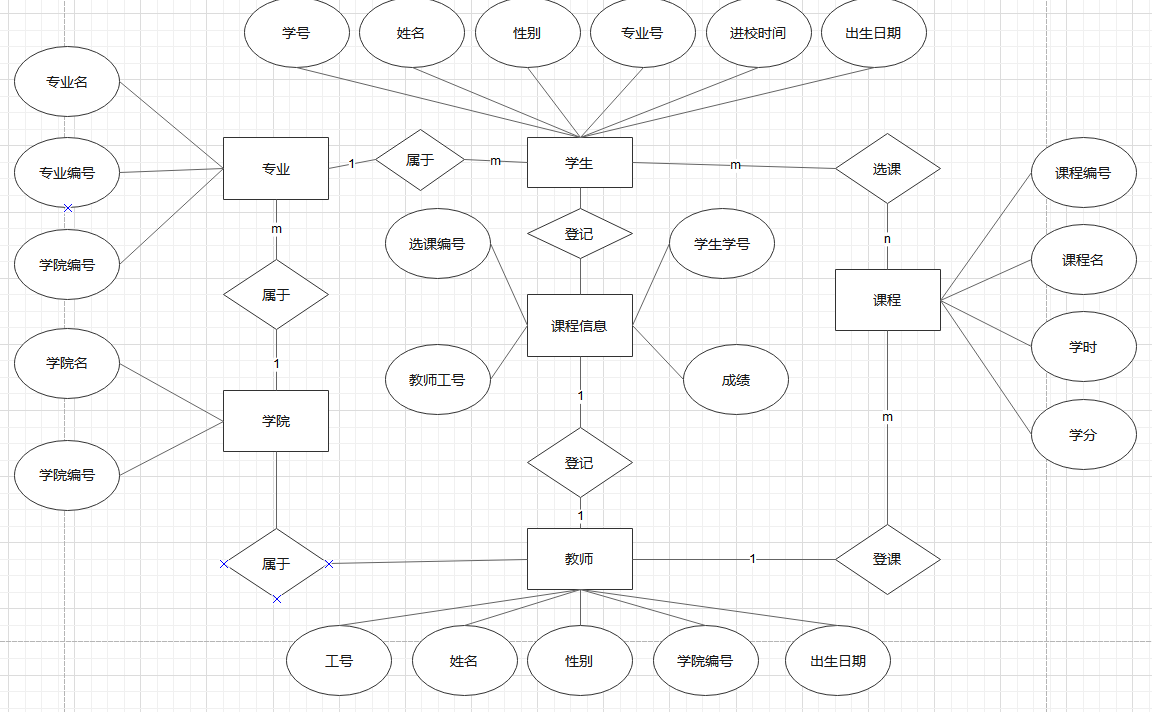 学号
姓名
性别
专业号
进校时间
出生日期
专业名
专业编号
学院编号
专业
1
属于
m
学生
m
选课
课程编号
课程名
学时
学分
m
登记
n
选课编号
学生学号
属于
课程信息
课程
学院名
1
教师工号
成绩
1
m
学院
学院编号
登记
1
属于
教师
1
登课
工号
姓名
性别
学院编号
出生日期